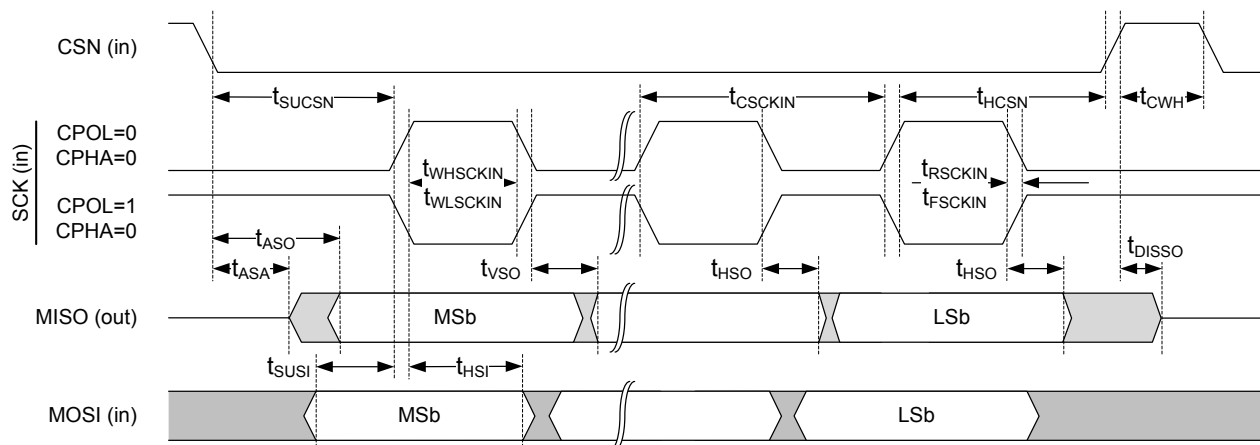 CSN (in)
tSUCSN
tCSCKIN
tHCSN
tCWH
SCK (in)
CPOL=0
CPHA=0
tWHSCKIN
tWLSCKIN
tRSCKIN
tFSCKIN
CPOL=1
CPHA=0
tASO
tASA
tVSO
tHSO
tHSO
tDISSO
MISO (out)
MSb
LSb
tSUSI
tHSI
MOSI (in)
MSb
LSb